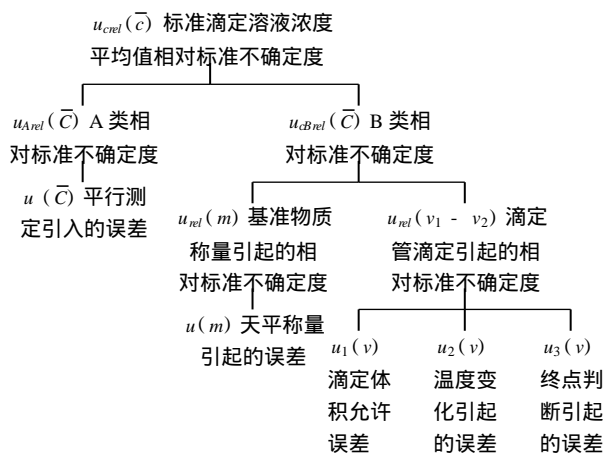 u_crel(c̅) 标准滴定溶液浓度
平均值相对标准不确定度
u_Arel(C̅) A 类相
对标准不确定度
u (C̅) 平行测
定引入的误差
u_cBrel(C̅) B 类相
对标准不确定度
u_rel(m) 基准物质
称量引起的相
对标准不确定度
u(m) 天平称量
引起的误差
u_rel(v₁ - v₂) 滴定
管滴定引起的相
对标准不确定度
u₁(v)
滴定体
积允许
误差
u₂(v)
温度变
化引起
的误差
u₃(v)
终点判
断引起
的误差